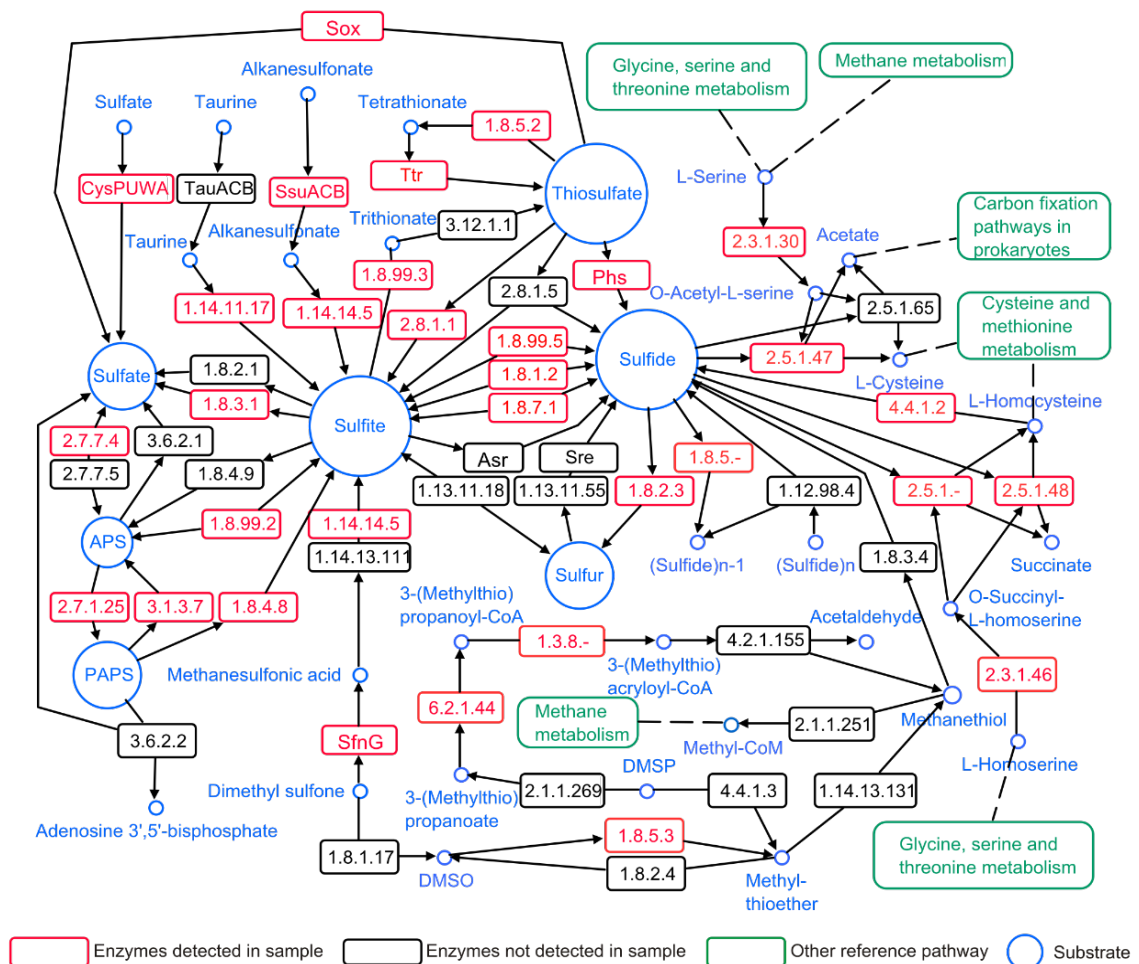 Sox
Glycine, serine and
threonine metabolism
Methane metabolism
Alkanesulfonate
Sulfate
Taurine
Tetrathionate
1.8.5.2
CysPUWA
TauACB
SsuACB
Ttr
Thiosulfate
L-Serine
Carbon fixation
pathways in
prokaryotes
Taurine
Alkanesulfonate
Trithionate
3.12.1.1
2.3.1.30
Acetate
1.8.99.3
Phs
O-Acetyl-L-serine
1.14.11.17
1.14.14.5
2.8.1.5
2.8.1.1
2.5.1.65
Cysteine and
methionine
metabolism
1.8.99.5
Sulfide
2.5.1.47
Sulfate
1.8.2.1
1.8.1.2
L-Cysteine
1.8.3.1
1.8.7.1
4.4.1.2
L-Homocysteine
Sulfite
2.7.7.4
3.6.2.1
2.7.7.5
1.8.4.9
Asr
Sre
1.8.5.-
1.13.11.18
1.13.11.55
1.8.2.3
1.12.98.4
2.5.1.-
2.5.1.48
1.8.99.2
1.14.14.5
APS
1.14.13.111
1.8.3.4
(Sulfide)n-1
(Sulfide)n
Succinate
Sulfur
2.7.1.25
3.1.3.7
1.8.4.8
3-(Methylthio)
propanoyl-CoA
Acetaldehyde
O-Succinyl-
L-homoserine
1.3.8.-
4.2.1.155
PAPS
Methanesulfonic acid
3-(Methylthio)
acryloyl-CoA
2.3.1.46
6.2.1.44
Methane
metabolism
2.1.1.251
Methanethiol
3.6.2.2
SfnG
Methyl-CoM
L-Homoserine
DMSP
Dimethyl sulfone
3-(Methylthio)
propanoate
2.1.1.269
4.4.1.3
1.14.13.131
Adenosine 3',5'-bisphosphate
1.8.5.3
Glycine, serine and
threonine metabolism
1.8.1.17
DMSO
1.8.2.4
Methyl-
thioether
Enzymes detected in sample
Enzymes not detected in sample
Other reference pathway
Substrate